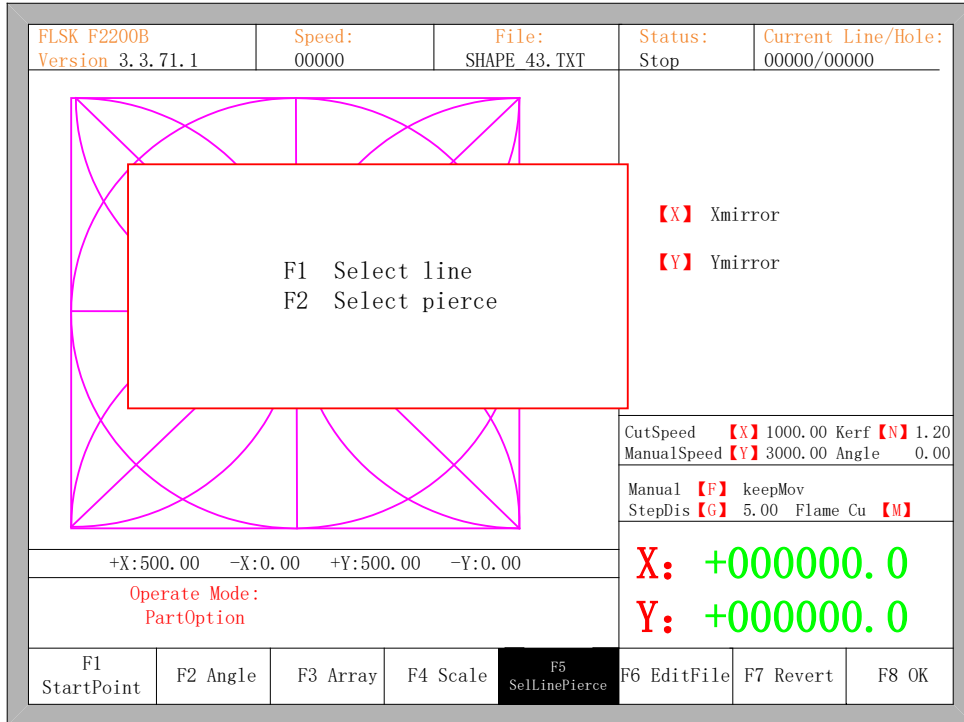 FLSK F2200B
Version 3.3.71.1
Speed:
00000
File:
SHAPE 43.TXT
Status:
Stop
Current Line/Hole:
00000/00000
F1 Select line
F2 Select pierce
【X】 Xmirror
【Y】 Ymirror
CutSpeed 【X】1000.00 Kerf【N】1.20
ManualSpeed【Y】3000.00 Angle 0.00
Manual 【F】 keepMov
StepDis【G】 5.00 Flame Cu 【M】
+X:500.00 -X:0.00 +Y:500.00 -Y:0.00
Operate Mode:
PartOption
X: +000000.0
Y: +000000.0
F1
StartPoint
F2 Angle
F3 Array
F4 Scale
F5
SelLinePierce
F6 EditFile
F7 Revert
F8 OK